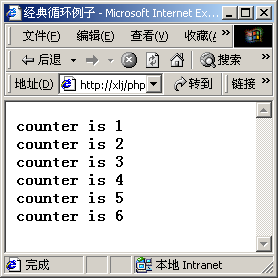 经典循环例子 - Microsoft Internet Ex...
文件(F) 编辑(E) 查看(V) 收藏(A »
后退 » 搜索 »
地址(D) http://xlj/php 转到 链接 »
counter is 1
counter is 2
counter is 3
counter is 4
counter is 5
counter is 6
完成 本地 Intranet